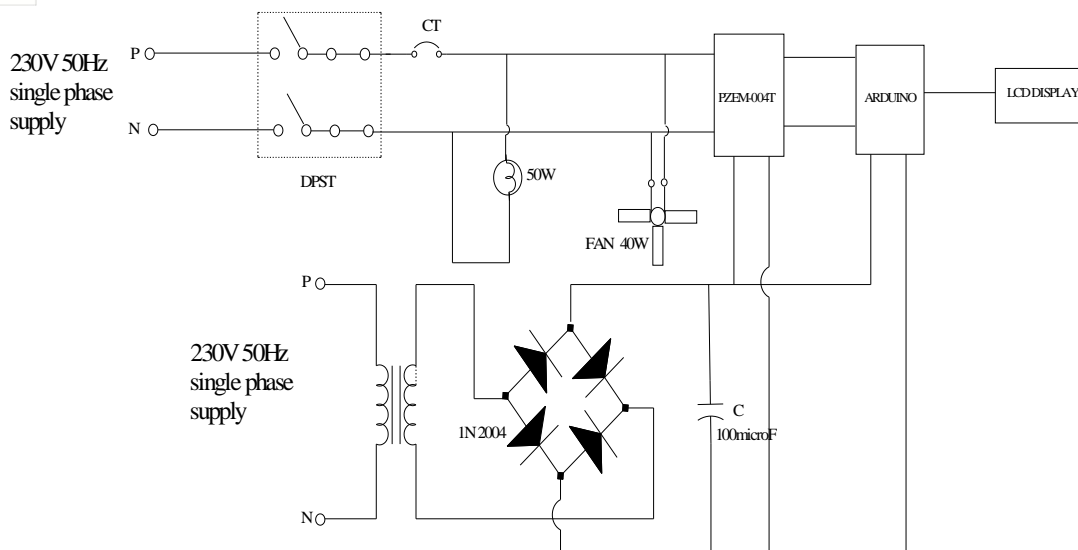 CT
P
230V 50Hz
single phase
supply
N
PZEM-004T
ARDUINO
LCD DISPLAY
DPST
50W
FAN 40W
P
230V 50Hz
single phase
supply
1N 2004
C
100microF
N